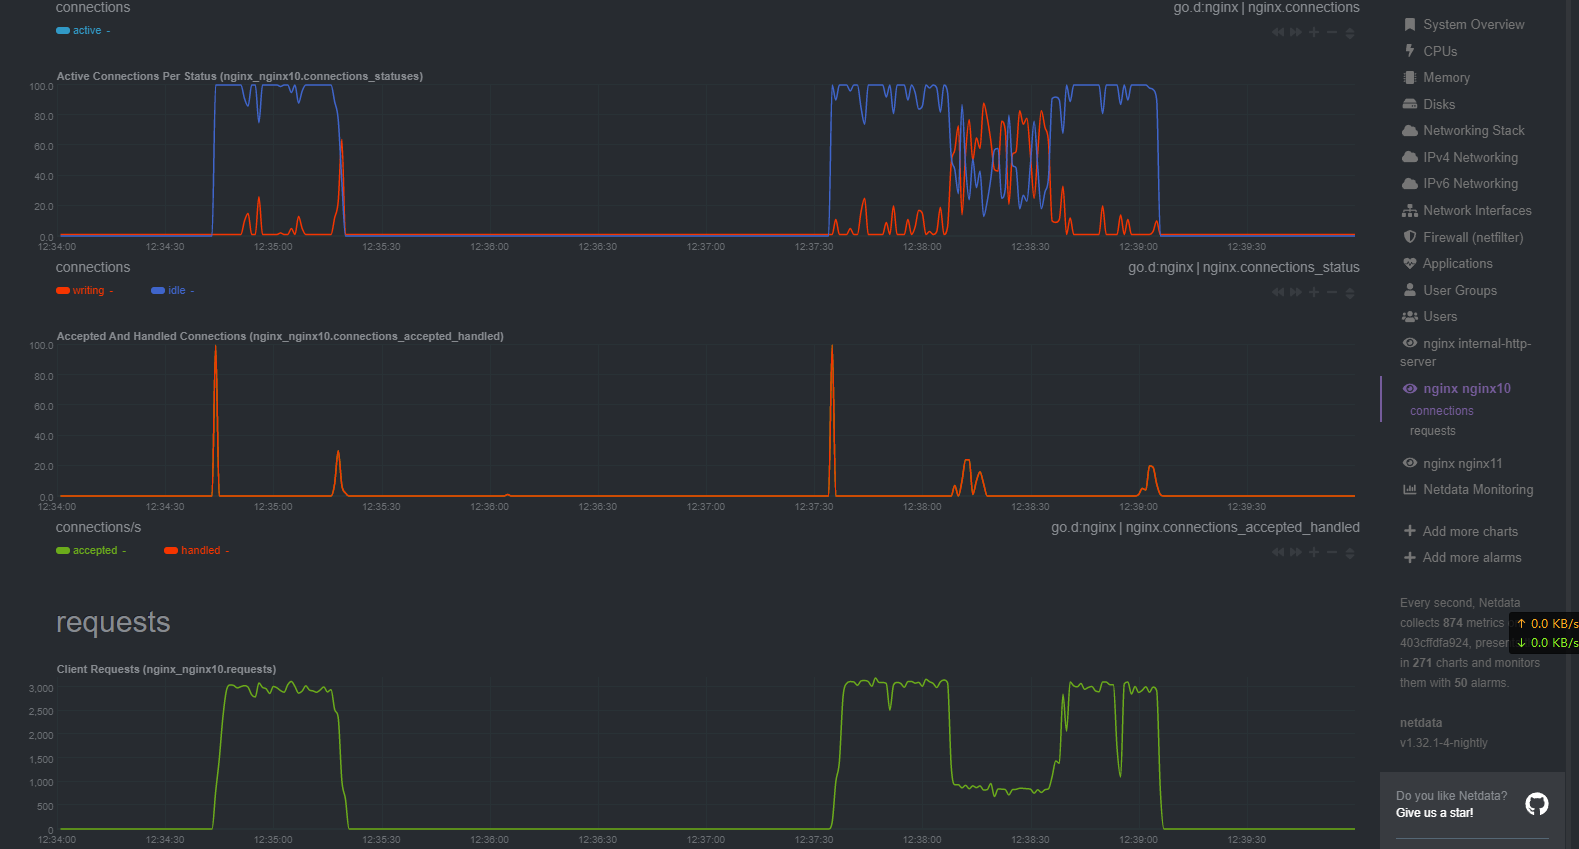 connections
go.d:nginx | nginx.connections
active -
Active Connections Per Status (nginx_nginx10.connections_statuses)
100.0
80.0
60.0
40.0
20.0
0.0
12:34:00 12:34:30 12:35:00 12:35:30 12:36:00 12:36:30 12:37:00 12:37:30 12:38:00 12:38:30 12:39:00 12:39:30
connections
go.d:nginx | nginx.connections_status
writing - idle -
Accepted And Handled Connections (nginx_nginx10.connections_accepted_handled)
100.0
80.0
60.0
40.0
20.0
0.0
12:34:00 12:34:30 12:35:00 12:35:30 12:36:00 12:36:30 12:37:00 12:37:30 12:38:00 12:38:30 12:39:00 12:39:30
connections/s
go.d:nginx | nginx.connections_accepted_handled
accepted - handled -
requests
Client Requests (nginx_nginx10.requests)
3,000
2,500
2,000
1,500
1,000
500
0
12:34:00 12:34:30 12:35:00 12:35:30 12:36:00 12:36:30 12:37:00 12:37:30 12:38:00 12:38:30 12:39:00 12:39:30
System Overview
CPUs
Memory
Disks
Networking Stack
IPv4 Networking
IPv6 Networking
Network Interfaces
Firewall (netfilter)
Applications
User Groups
Users
nginx internal-http-
server
nginx nginx10
connections
requests
nginx nginx11
Netdata Monitoring
Add more charts
Add more alarms
Every second, Netdata
collects 874 metrics
403cffdfa924,
in 271 charts and monitors
them with 50 alarms.
↑ 0.0 KB/s
↓ 0.0 KB/s
netdata
v1.32.1-4-nightly
Do you like Netdata?
Give us a star!